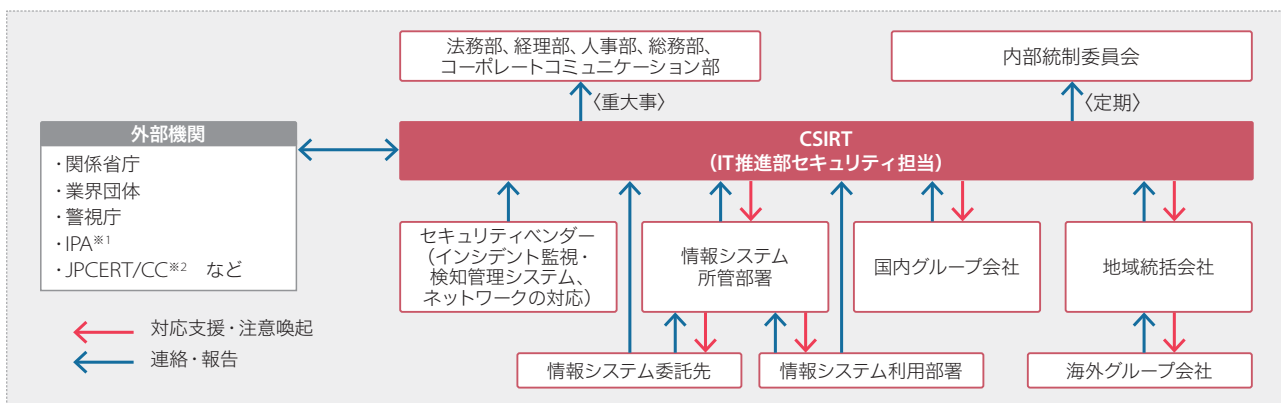 法務部、経理部、人事部、総務部、
コーポレートコミュニケーション部
内部統制委員会
〈重大事〉
〈定期〉
外部機関
・関係省庁
・業界団体
・警視庁
・IPA※1
・JPCERT/CC※2 など
CSIRT
（IT推進部セキュリティ担当）
セキュリティベンダー
（インシデント監視・
検知管理システム、
ネットワークの対応）
情報システム
所管部署
国内グループ会社
地域統括会社
対応支援・注意喚起
連絡・報告
情報システム委託先
情報システム利用部署
海外グループ会社